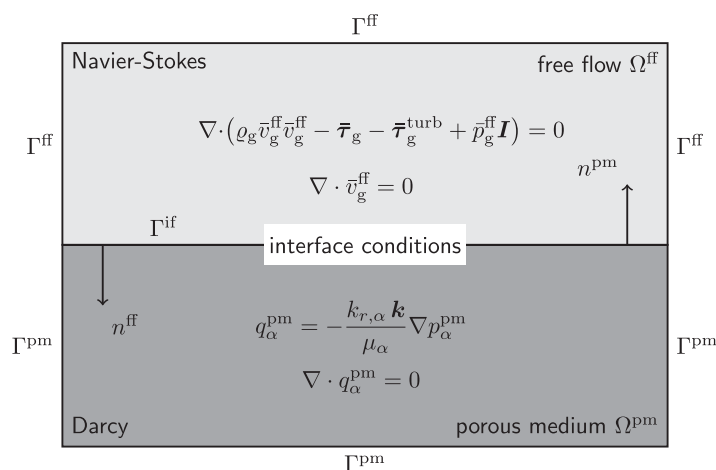 Γ^ff
Navier-Stokes
free flow Ω^ff
∇·(ϱ_g v̄_g^ff v̄_g^ff − τ̄_g − τ̄_g^turb + p̄_g^ff I) = 0
Γ^ff
Γ^ff
n^pm
∇ · v̄_g^ff = 0
Γ^if
interface conditions
n^ff
q_α^pm = −(k_{r,α} k / μ_α) ∇p_α^pm
Γ^pm
Γ^pm
∇ · q_α^pm = 0
Darcy
porous medium Ω^pm
Γ^pm